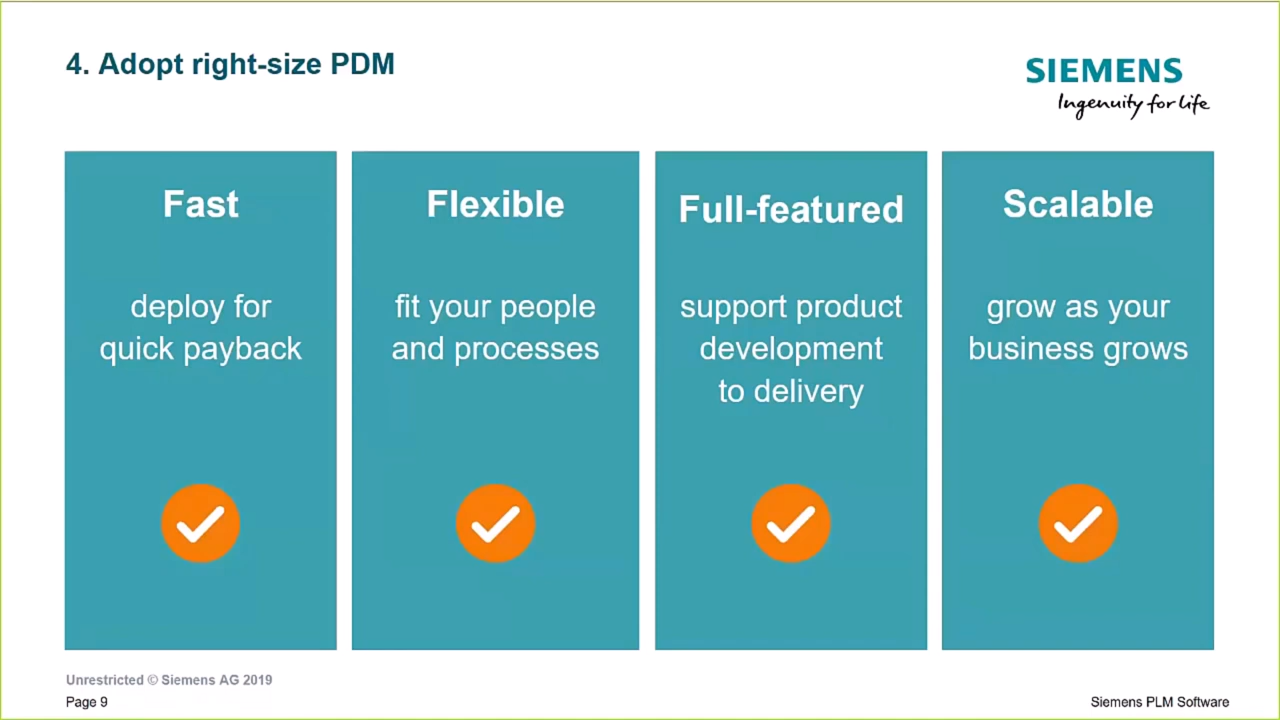 4. Adopt right-size PDM
SIEMENS
Ingenuity for life
Fast
deploy for
quick payback
Flexible
fit your people
and processes
Full-featured
support product
development
to delivery
Scalable
grow as your
business grows
Unrestricted © Siemens AG 2019
Page 9
Siemens PLM Software